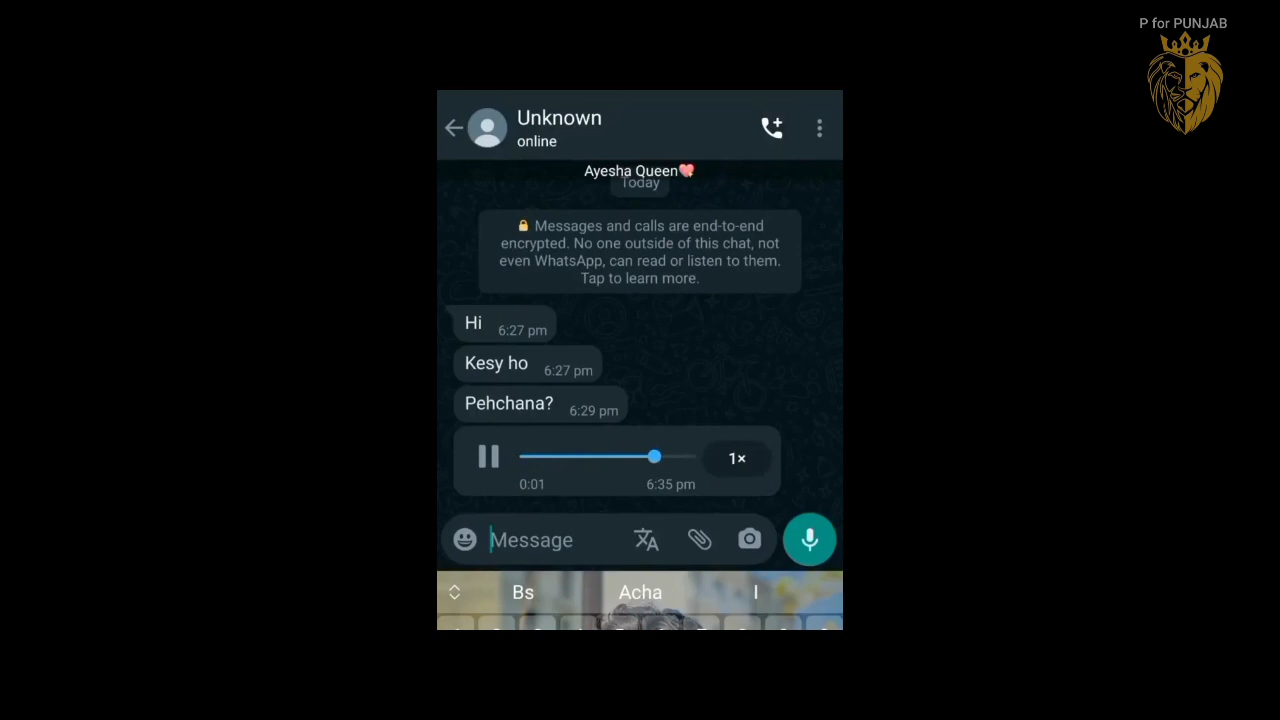 P for PUNJAB
Unknown
online
Ayesha Queen💖
Today
🔒 Messages and calls are end-to-end
encrypted. No one outside of this chat, not
even WhatsApp, can read or listen to them.
Tap to learn more.
Hi 6:27 pm
Kesy ho 6:27 pm
Pehchana? 6:29 pm
1×
0:01 6:35 pm
Message
Bs Acha I